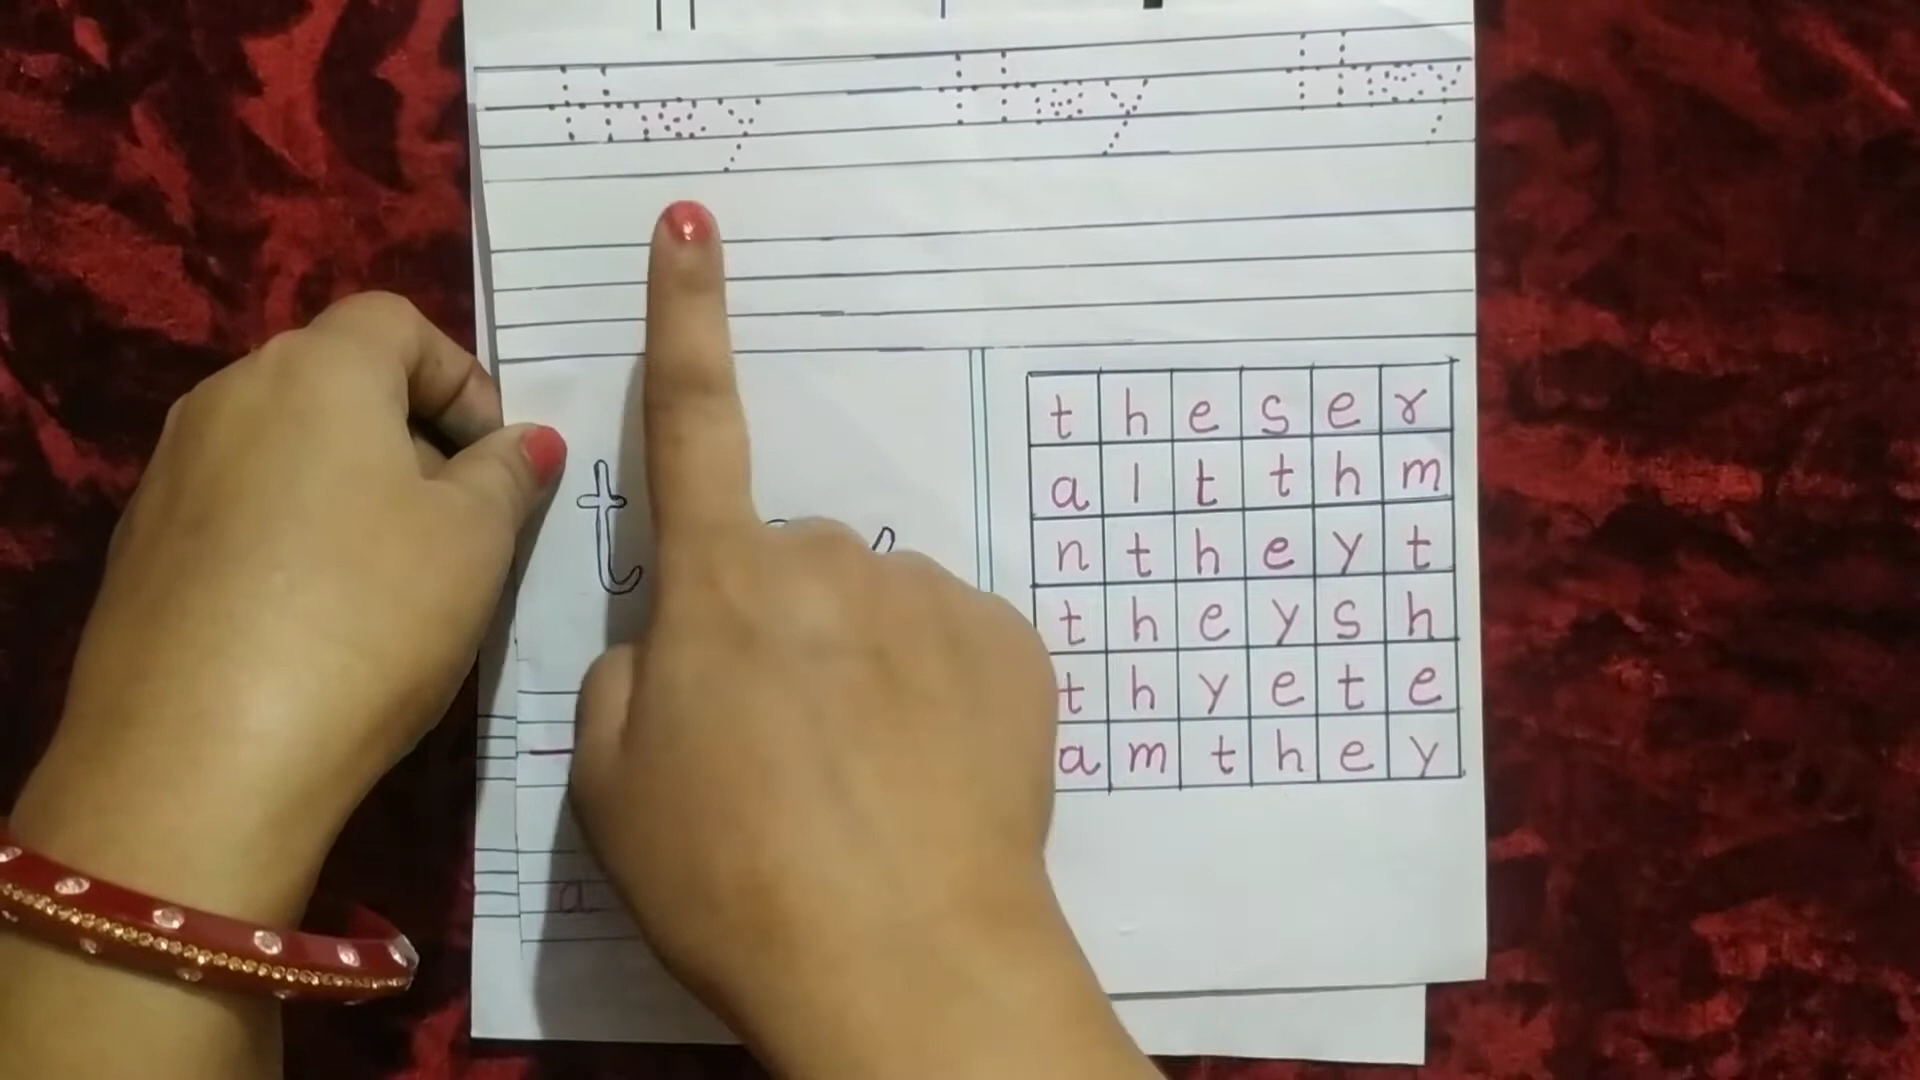 they they they
t
t h e s e r
a l t t h m
n t h e y t
t h e y s h
t h y e t e
a m t h e y
a